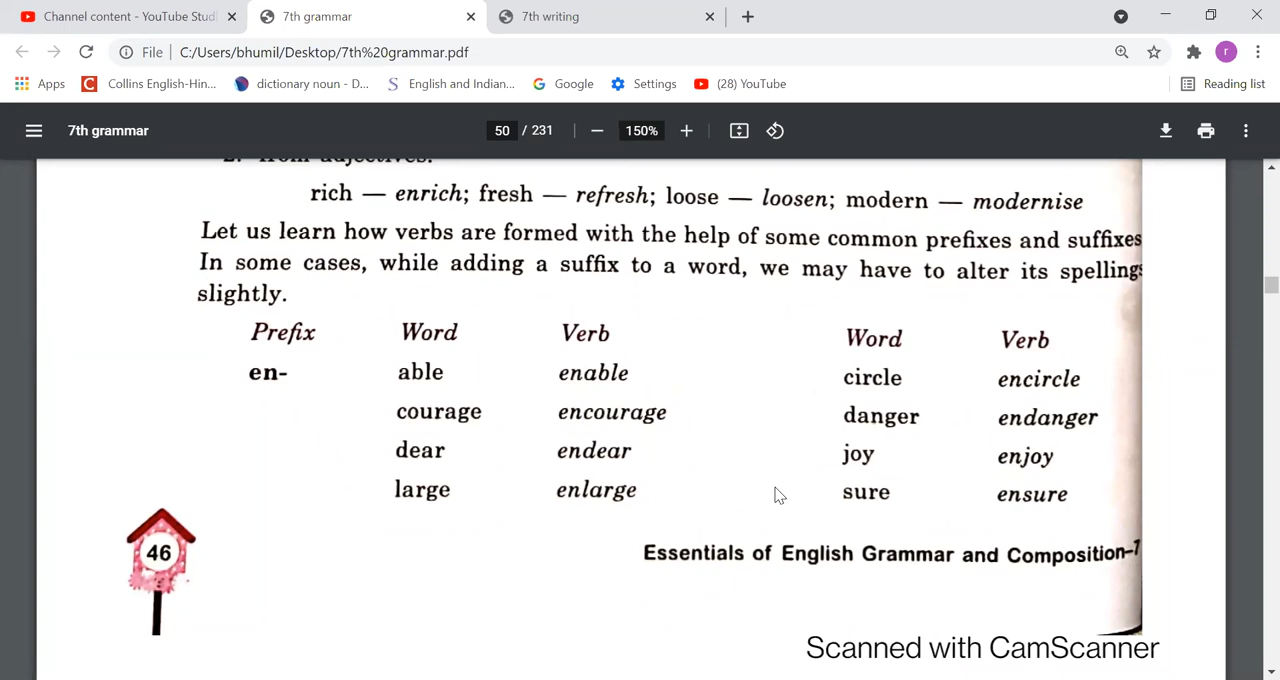 Channel content - YouTube Stud
7th grammar
7th writing
File
C:/Users/bhumil/Desktop/7th%20grammar.pdf
r
Apps
Collins English-Hin...
dictionary noun - D...
English and Indian...
Google
Settings
(28) YouTube
Reading list
7th grammar
50 / 231
150%
2. from adjectives:
rich — enrich; fresh — refresh; loose — loosen; modern — modernise
Let us learn how verbs are formed with the help of some common prefixes and suffixes
In some cases, while adding a suffix to a word, we may have to alter its spellings
slightly.
Prefix Word Verb Word Verb
en- able enable circle encircle
courage encourage danger endanger
dear endear joy enjoy
large enlarge sure ensure
46
Essentials of English Grammar and Composition–7
Scanned with CamScanner